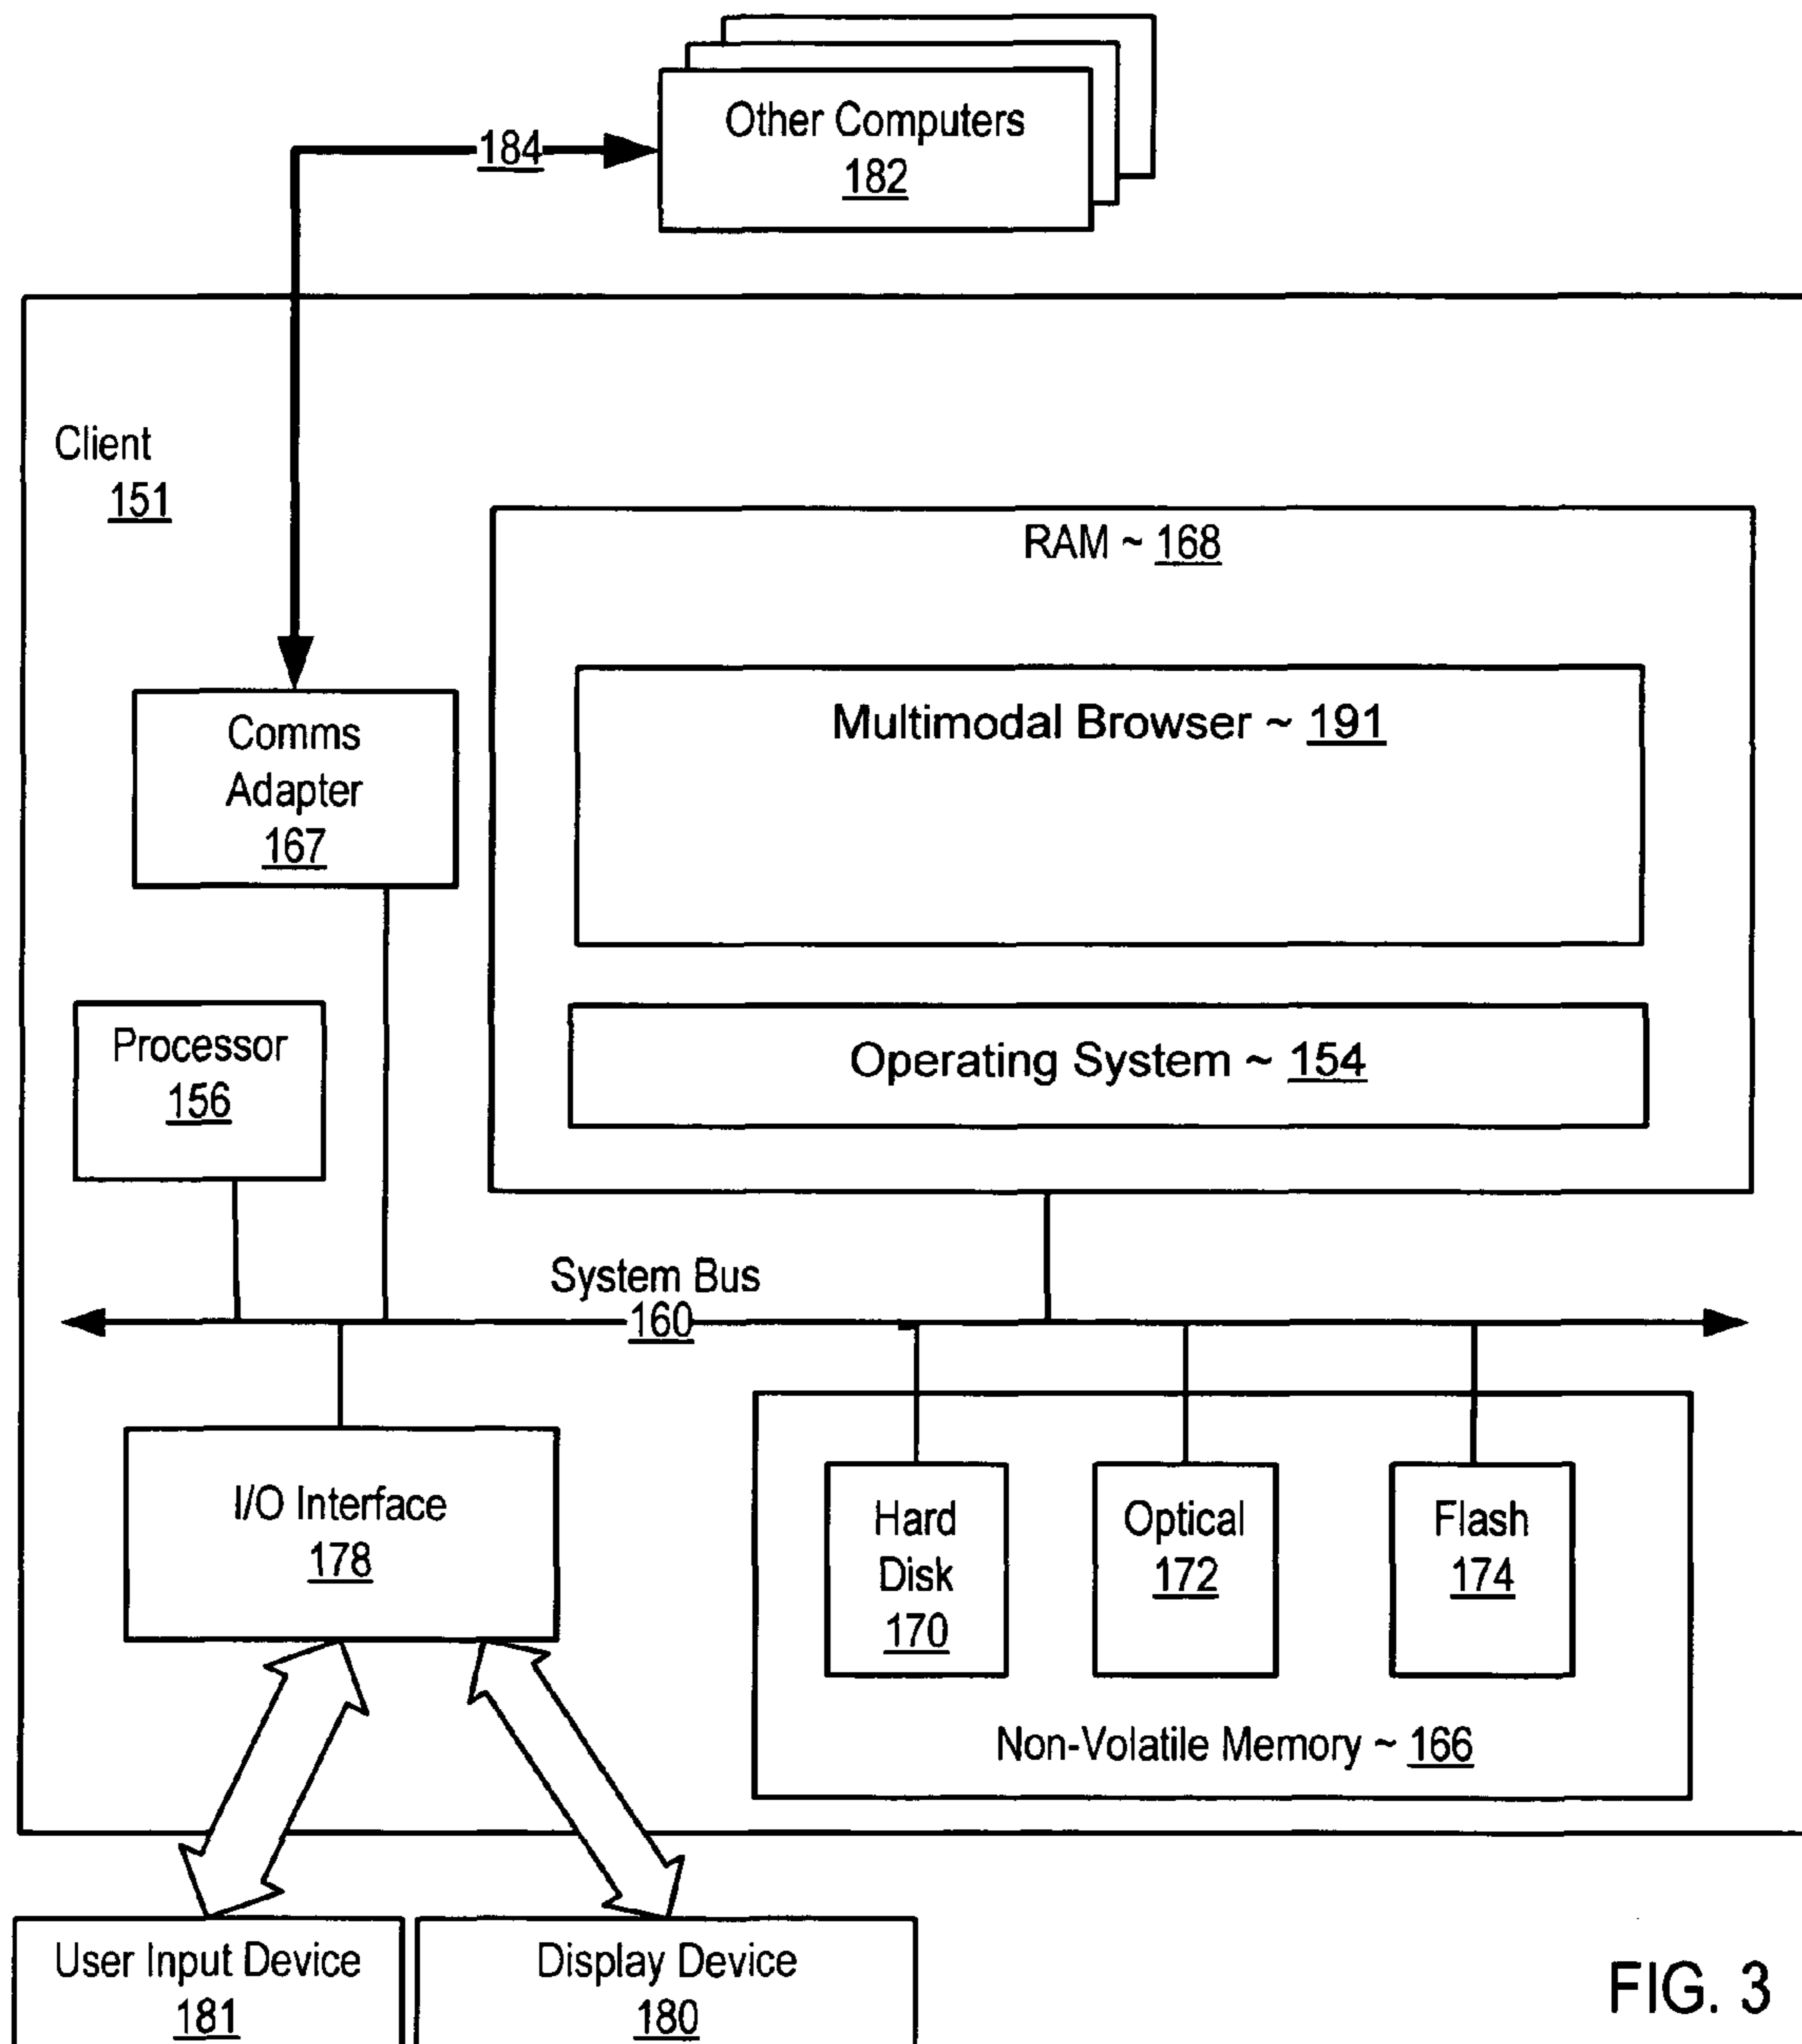 Other Computers
182
184
Client
151
RAM ~ 168
Multimodal Browser ~ 191
Comms
Adapter
167
Operating System ~ 154
Processor
156
System Bus
160
I/O Interface
178
Hard
Disk
170
Optical
172
Flash
174
Non-Volatile Memory ~ 166
User Input Device
181
Display Device
180
FIG. 3